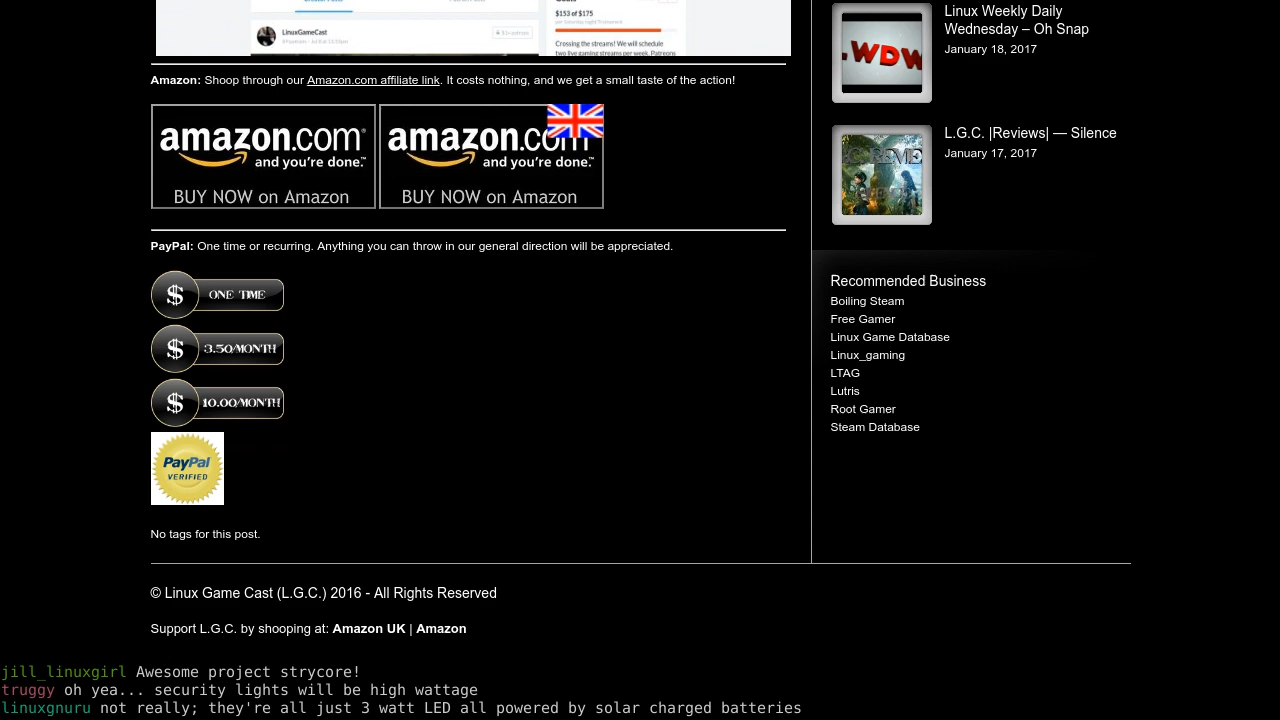 LinuxGameCast
$153 of $175
per Saturday night Fragament
Crossing the streams! We will schedule
two live gaming streams per week. Patreons
Amazon: Shoop through our Amazon.com affiliate link. It costs nothing, and we get a small taste of the action!
amazon.com
and you're done.™
BUY NOW on Amazon
amazon.com
and you're done.™
BUY NOW on Amazon
PayPal: One time or recurring. Anything you can throw in our general direction will be appreciated.
$ ONE TIME
$ 3.50/MONTH
$ 10.00/MONTH
PayPal
VERIFIED
No tags for this post.
Linux Weekly Daily
Wednesday – Oh Snap
January 18, 2017
.WDW
L.G.C. |Reviews| — Silence
January 17, 2017
Recommended Business
Boiling Steam
Free Gamer
Linux Game Database
Linux_gaming
LTAG
Lutris
Root Gamer
Steam Database
© Linux Game Cast (L.G.C.) 2016 - All Rights Reserved
Support L.G.C. by shooping at: Amazon UK | Amazon
jill_linuxgirl Awesome project strycore!
truggy oh yea... security lights will be high wattage
linuxgnuru not really; they're all just 3 watt LED all powered by solar charged batteries